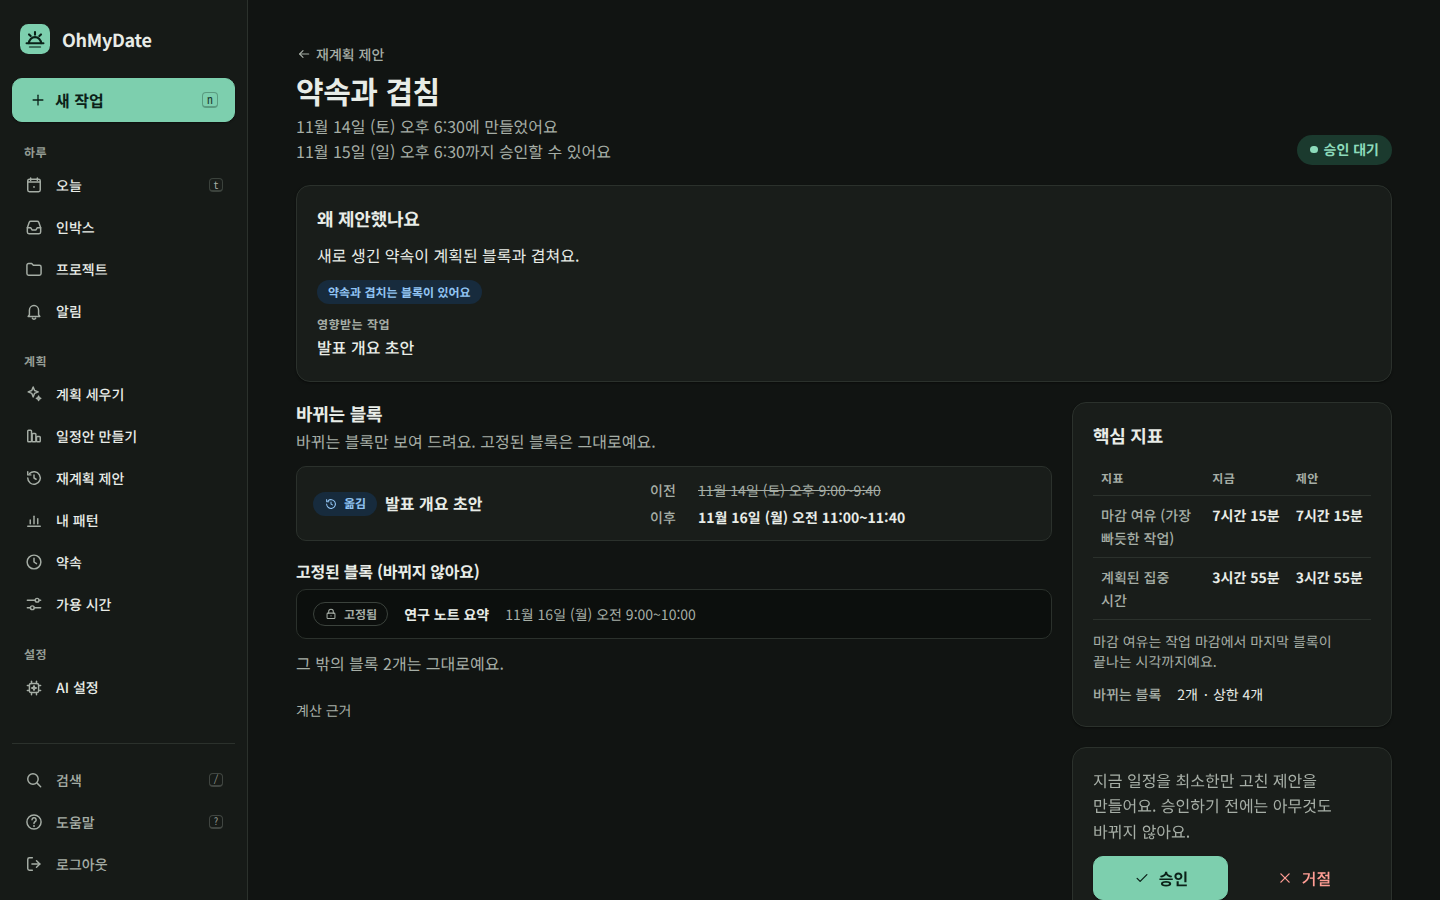 OhMyDate
새 작업 n
하루
오늘 t
인박스
프로젝트
알림
계획
계획 세우기
일정안 만들기
재계획 제안
내 패턴
약속
가용 시간
설정
AI 설정
검색 /
도움말 ?
로그아웃
← 재계획 제안
약속과 겹침
11월 14일 (토) 오후 6:30에 만들었어요
11월 15일 (일) 오후 6:30까지 승인할 수 있어요
승인 대기
왜 제안했나요
새로 생긴 약속이 계획된 블록과 겹쳐요.
약속과 겹치는 블록이 있어요
영향받는 작업
발표 개요 초안
바뀌는 블록
바뀌는 블록만 보여 드려요. 고정된 블록은 그대로예요.
옮김 발표 개요 초안
이전 11월 14일 (토) 오후 9:00~9:40
이후 11월 16일 (월) 오전 11:00~11:40
고정된 블록 (바뀌지 않아요)
고정됨 연구 노트 요약 11월 16일 (월) 오전 9:00~10:00
그 밖의 블록 2개는 그대로예요.
계산 근거
핵심 지표
지표 지금 제안
마감 여유 (가장 7시간 15분 7시간 15분
빠듯한 작업)
계획된 집중 3시간 55분 3시간 55분
시간
마감 여유는 작업 마감에서 마지막 블록이
끝나는 시각까지예요.
바뀌는 블록 2개 · 상한 4개
지금 일정을 최소한만 고친 제안을
만들어요. 승인하기 전에는 아무것도
바뀌지 않아요.
승인 거절